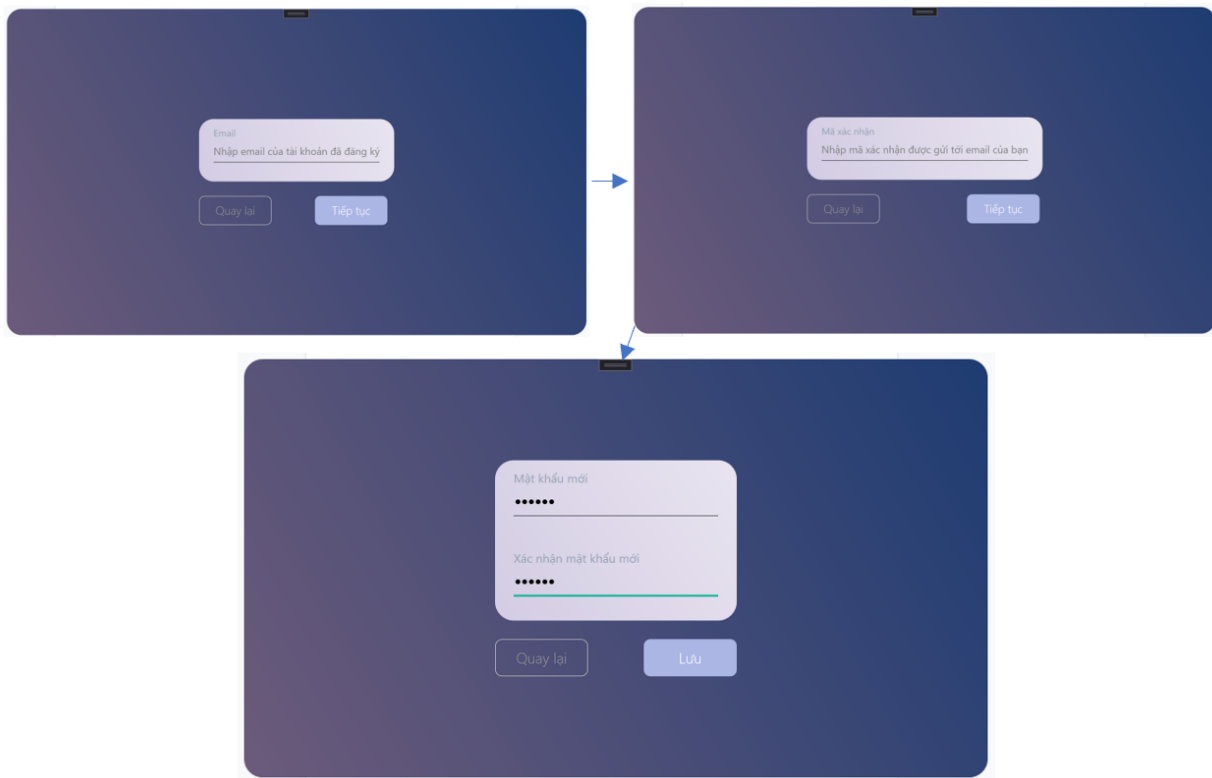 Email
Nhập email của tài khoản đã đăng ký
Quay lại
Tiếp tục
Mã xác nhận
Nhập mã xác nhận được gửi tới email của bạn
Quay lại
Tiếp tục
Mật khẩu mới
••••••
Xác nhận mật khẩu mới
••••••
Quay lại
Lưu